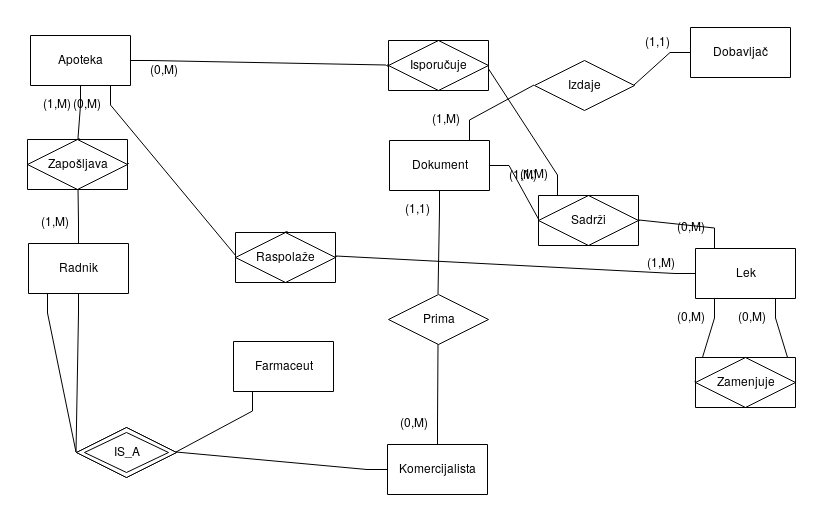 Dobavljač
(1,1)
Apoteka
Isporučuje
(0,M)
Izdaje
(1,M)
(0,M)
(1,M)
Zapošljava
Dokument
(1,M)
Sadrži
(1,1)
(1,M)
(0,M)
Raspolaže
(1,M)
Radnik
Lek
(0,M)
(0,M)
Prima
Farmaceut
Zamenjuje
(0,M)
IS_A
Komercijalista